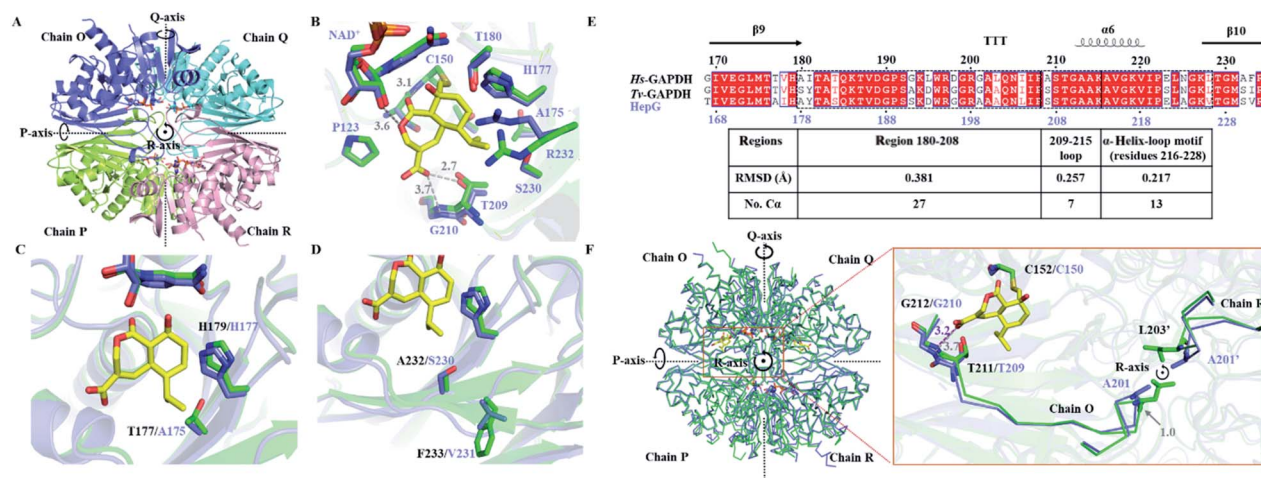 A
Q-axis
Chain O
Chain Q
P-axis
R-axis
Chain P
Chain R
B
NAD⁺
T180
C150
H177
3.1
A175
3.6
P123
R232
2.7
3.7
S230
T209
G210
C
H179/H177
T177/A175
D
A232/S230
F233/V231
E
β9
TTT
α6
β10
170 180 190 200 210 220 230
Hs-GAPDH GIVEGLMTTVHAITATQKTVDGPSGKLWRDGRGALQNIIPASTGAAKAVGKVIPELNGKLTGMAFP
Tv-GAPDH
HepG
168 178 188 198 208 218 228
Regions Region 180-208 209-215 loop α-Helix-loop motif (residues 216-228)
RMSD (Å) 0.381 0.257 0.217
No. Cα 27 7 13
F
Q-axis
Chain O
Chain Q
P-axis
R-axis
Chain P
Chain R
C152/C150
G212/G210
Chain R
3.2
3.7
L203'
T211/T209
R-axis
A201'
A201
Chain O
1.0